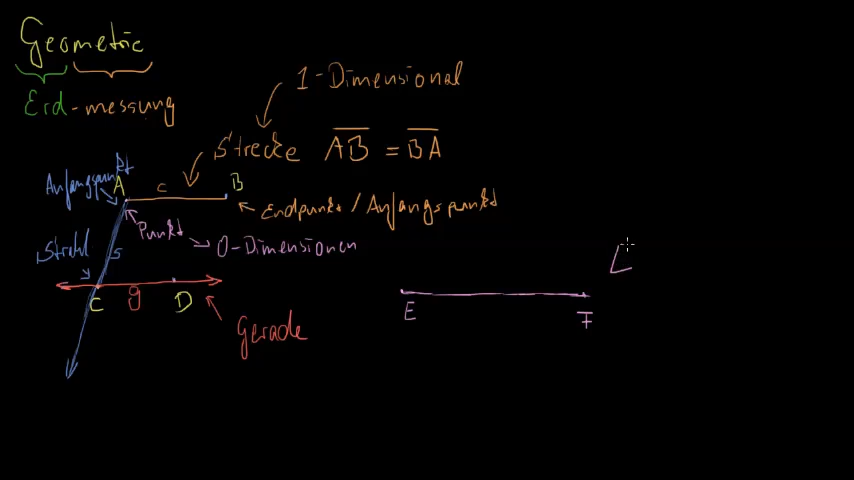 Geometrie
Erd-messung
1-Dimensional
Strecke AB = BA
Anfangspunkt
A
c
B
Endpunkt / Anfangspunkt
Punkt
0-Dimensionen
Strahl
s
C
g
D
Gerade
E
F